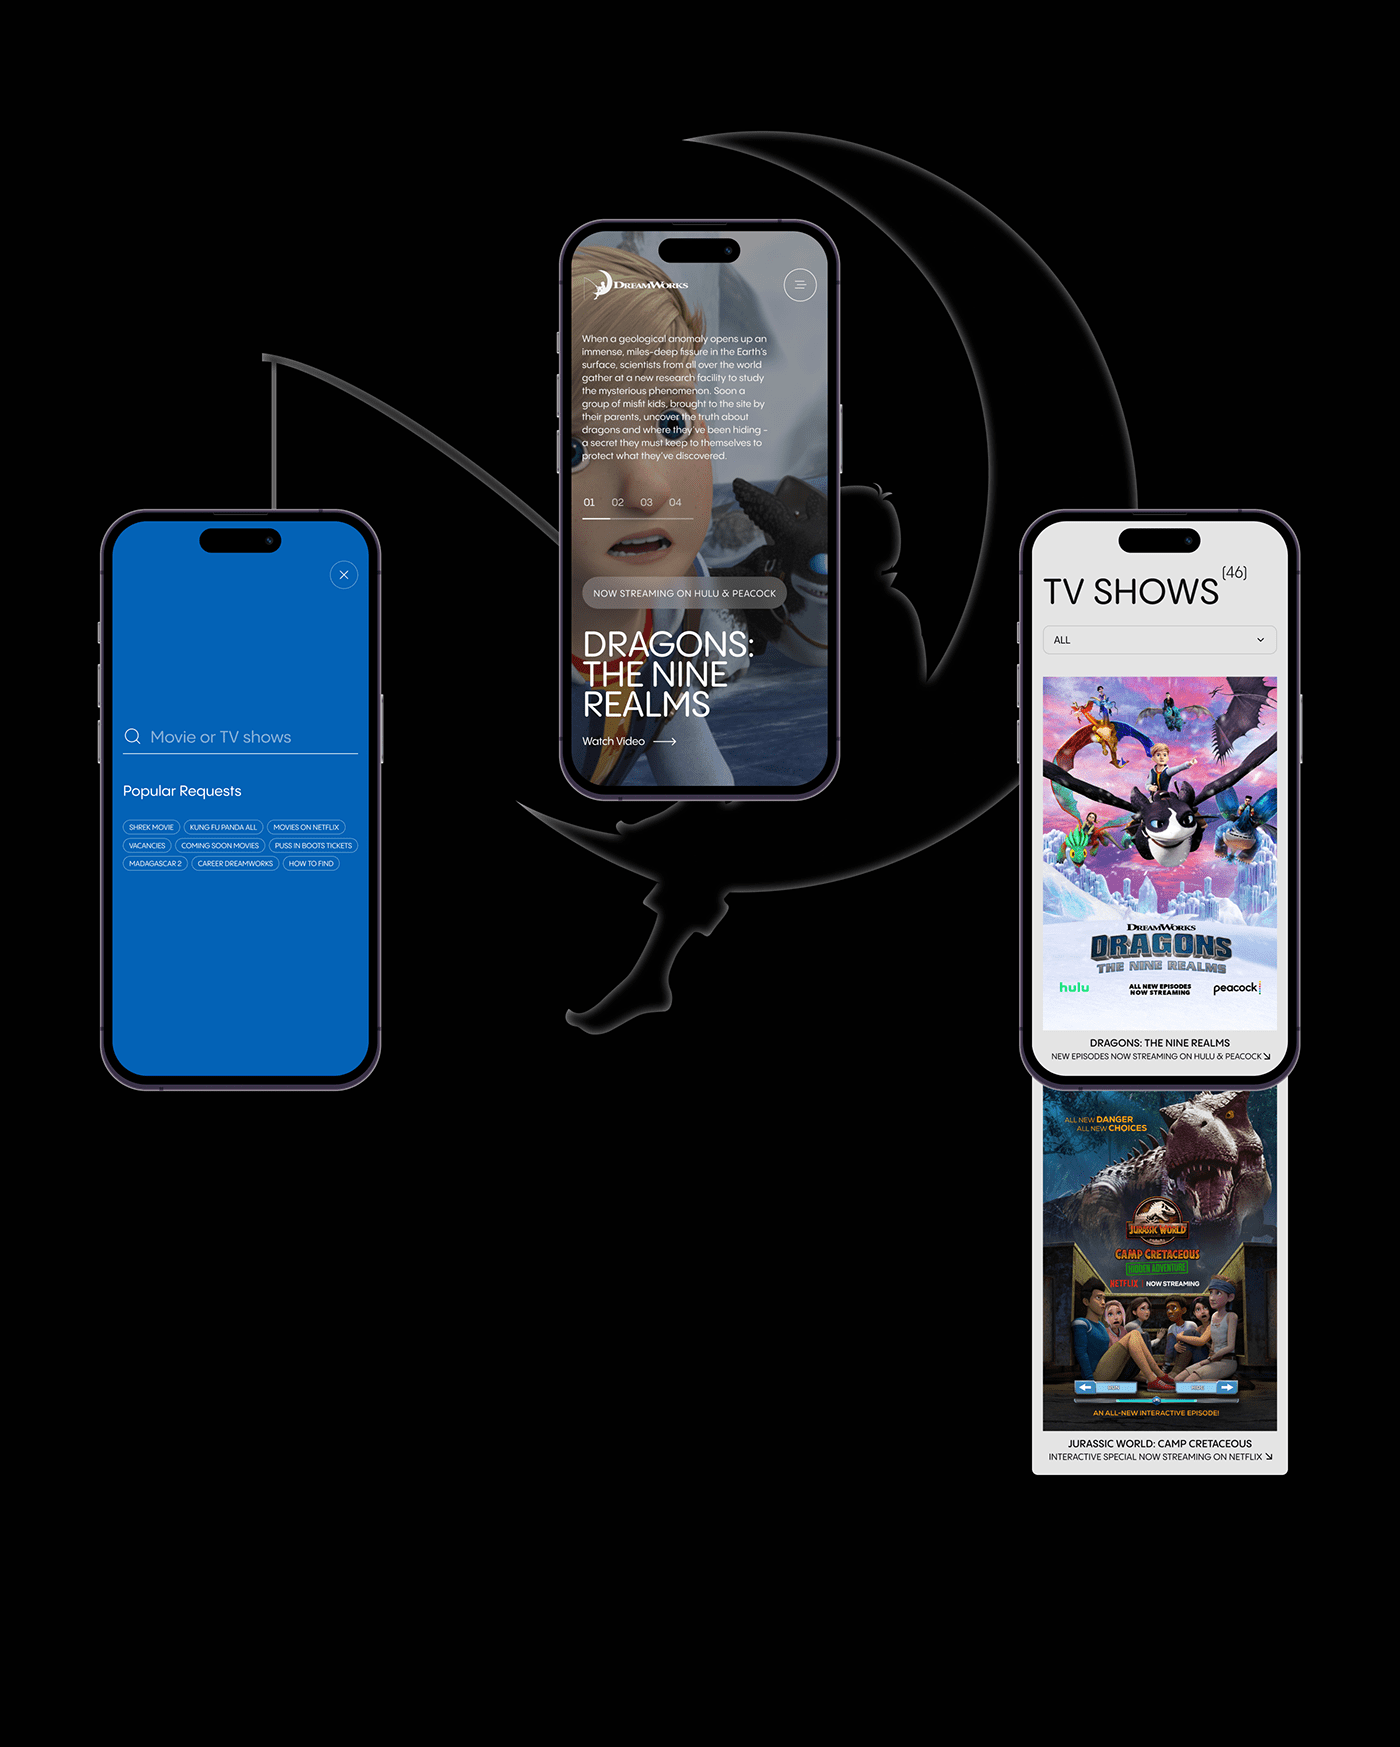 DREAMWORKS
When a geological anomaly opens up an
immense, miles-deep fissure in the Earth's
surface, scientists from all over the world
gather at a new research facility to study
the mysterious phenomenon. Soon a
group of misfit kids, brought to the site by
their parents, uncover the truth about
dragons and where they've been hiding -
a secret they must keep to themselves to
protect what they've discovered.
01 02 03 04
NOW STREAMING ON HULU & PEACOCK
DRAGONS:
THE NINE
REALMS
Watch Video
Movie or TV shows
Popular Requests
SHREK MOVIE KUNG FU PANDA ALL MOVIES ON NETFLIX
VACANCIES COMING SOON MOVIES PUSS IN BOOTS TICKETS
MADAGASCAR 2 CAREER DREAMWORKS HOW TO FIND
TV SHOWS (46)
ALL
DREAMWORKS
DRAGONS
THE NINE REALMS
hulu ALL NEW EPISODES NOW STREAMING peacock
DRAGONS: THE NINE REALMS
NEW EPISODES NOW STREAMING ON HULU & PEACOCK
ALL NEW DANGER
ALL NEW CHOICES
JURASSIC WORLD
CAMP CRETACEOUS
HIDDEN ADVENTURE
NETFLIX | NOW STREAMING
RUN HIDE
AN ALL-NEW INTERACTIVE EPISODE!
JURASSIC WORLD: CAMP CRETACEOUS
INTERACTIVE SPECIAL NOW STREAMING ON NETFLIX